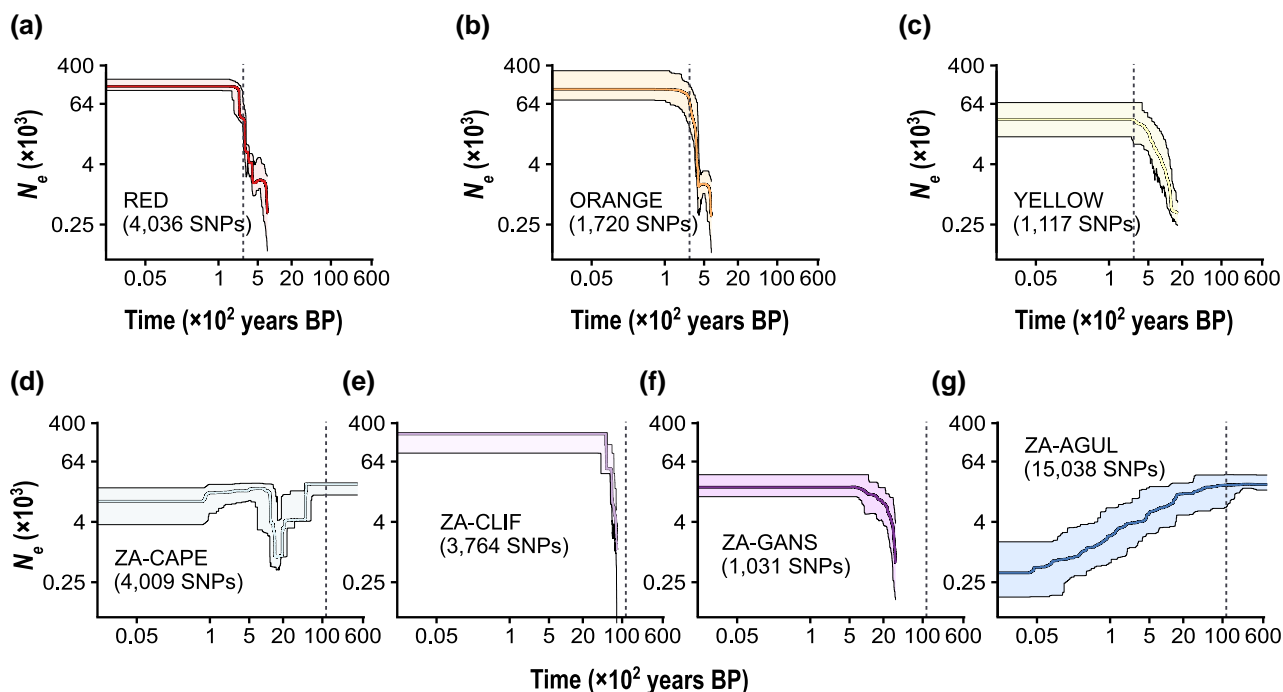 (a)
(b)
(c)
400
64
4
0.25
Nₑ (×10³)
RED
(4,036 SNPs)
0.05 1 5 20 100 600
Time (×10² years BP)
400
64
4
0.25
Nₑ (×10³)
ORANGE
(1,720 SNPs)
0.05 1 5 20 100 600
Time (×10² years BP)
400
64
4
0.25
Nₑ (×10³)
YELLOW
(1,117 SNPs)
0.05 1 5 20 100 600
Time (×10² years BP)
(d)
(e)
(f)
(g)
400
64
4
0.25
Nₑ (×10³)
ZA-CAPE
(4,009 SNPs)
0.05 1 5 20 100 600
400
64
4
0.25
ZA-CLIF
(3,764 SNPs)
0.05 1 5 20 100 600
400
64
4
0.25
ZA-GANS
(1,031 SNPs)
0.05 1 5 20 100 600
400
64
4
0.25
ZA-AGUL
(15,038 SNPs)
0.05 1 5 20 100 600
Time (×10² years BP)
Time (×10² years BP)